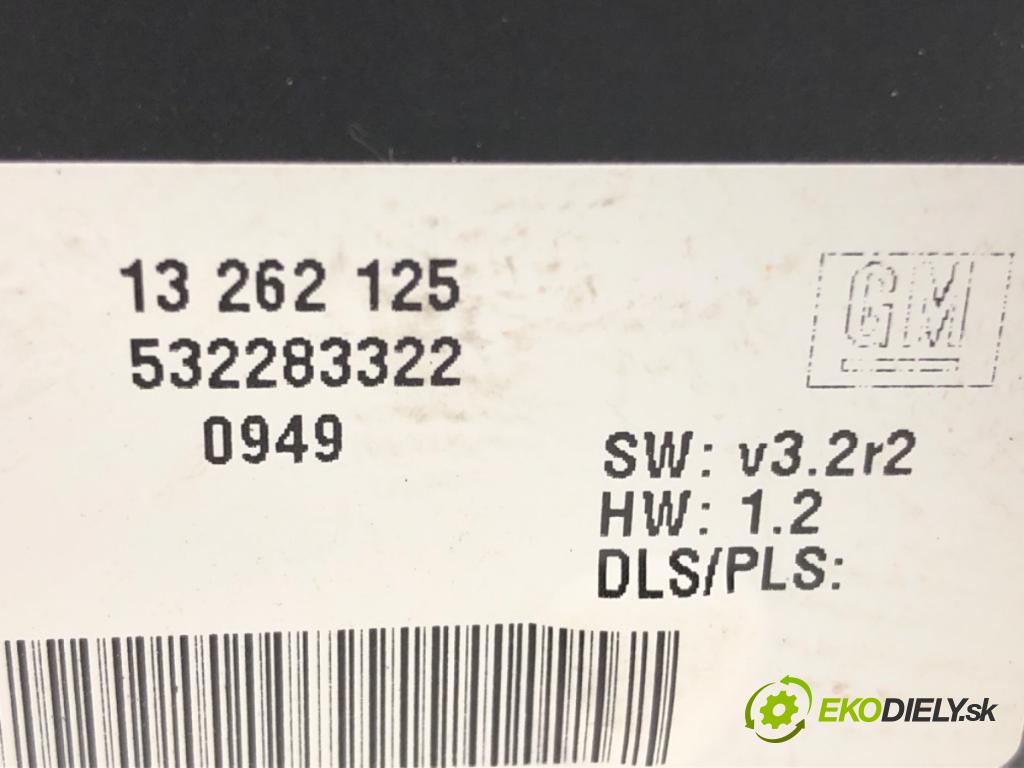 13 262 125
532283322
0949
GM
SW: v3.2r2
HW: 1.2
DLS/PLS:
EKODIELY.sk